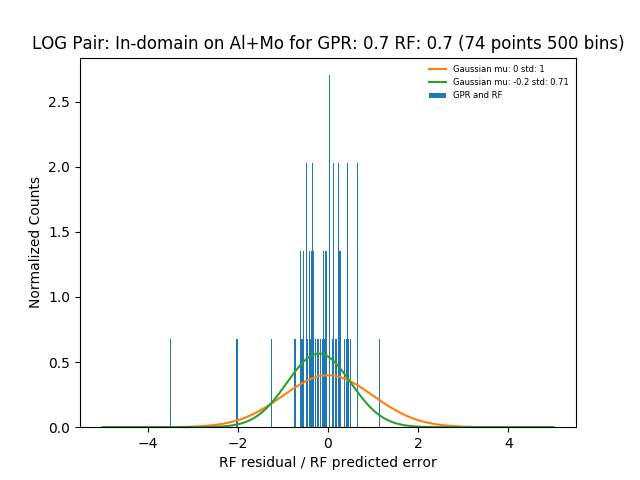 LOG Pair: In-domain on Al+Mo for GPR: 0.7 RF: 0.7 (74 points 500 bins)
Gaussian mu: 0 std: 1
Gaussian mu: -0.2 std: 0.71
GPR and RF
Normalized Counts
2.5
2.0
1.5
1.0
0.5
0.0
−4 −2 0 2 4
RF residual / RF predicted error